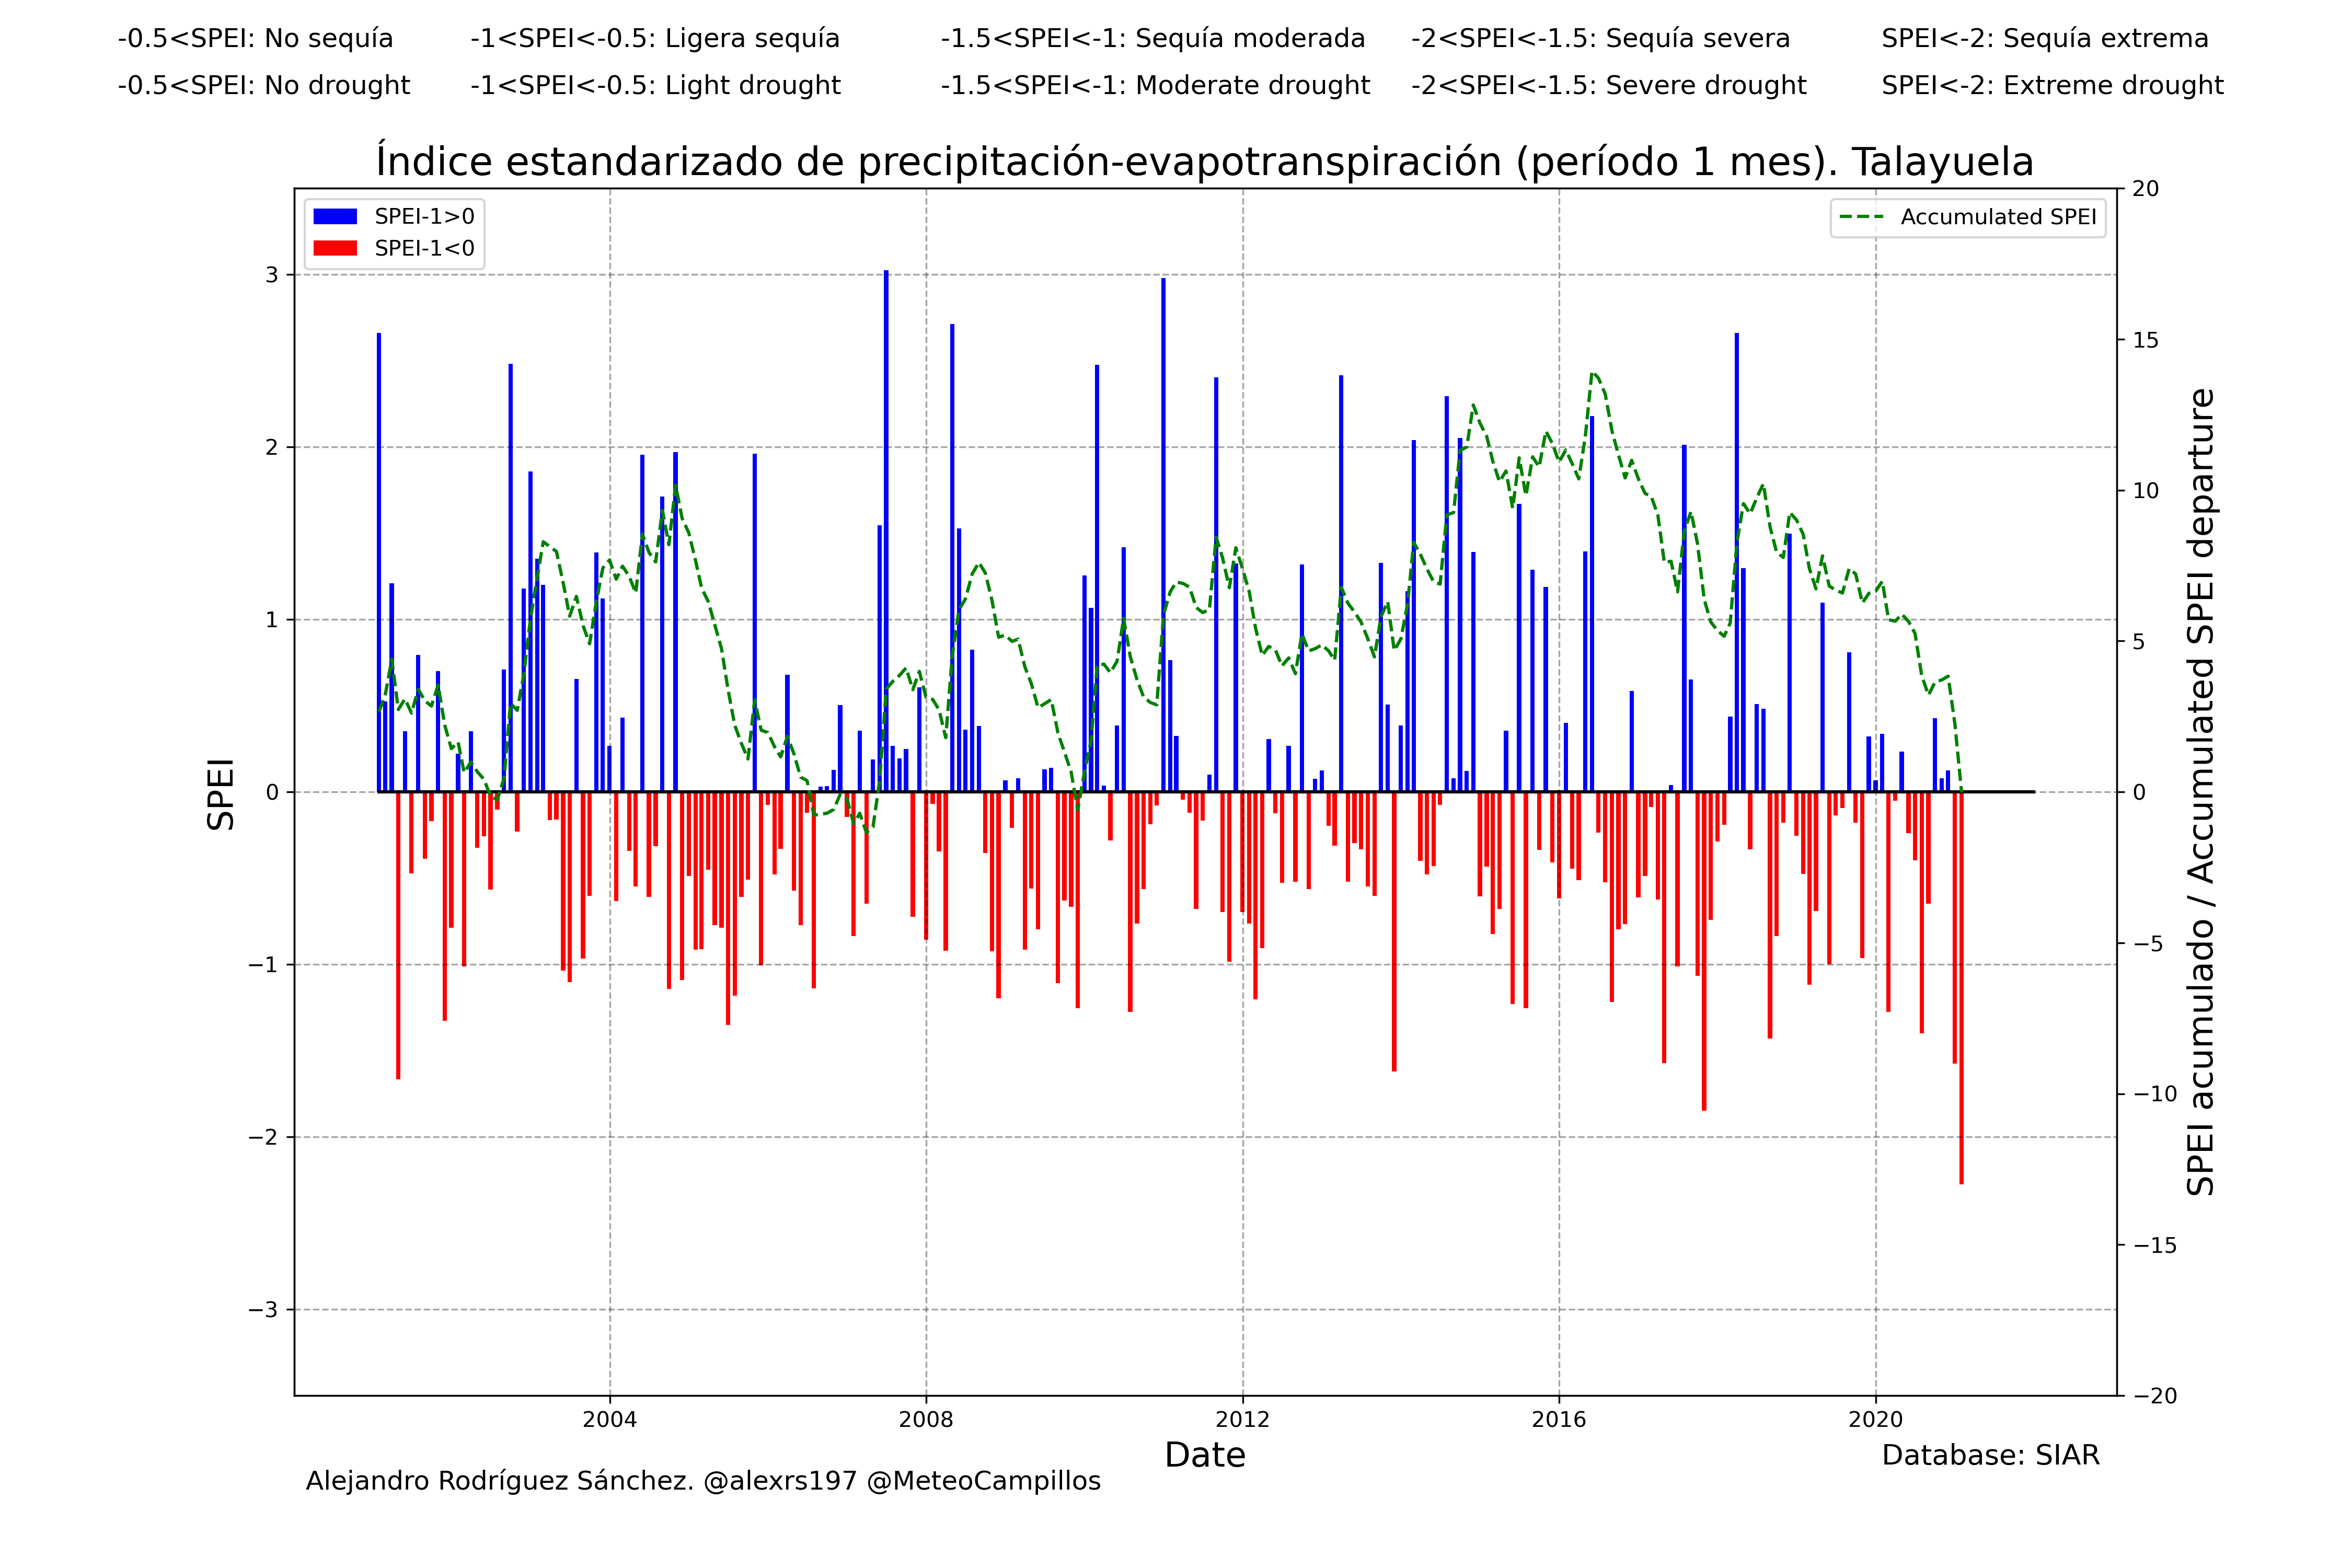 -0.5<SPEI: No sequía -1<SPEI<-0.5: Ligera sequía -1.5<SPEI<-1: Sequía moderada -2<SPEI<-1.5: Sequía severa SPEI<-2: Sequía extrema
-0.5<SPEI: No drought -1<SPEI<-0.5: Light drought -1.5<SPEI<-1: Moderate drought -2<SPEI<-1.5: Severe drought SPEI<-2: Extreme drought
Índice estandarizado de precipitación-evapotranspiración (período 1 mes). Talayuela
SPEI-1>0
SPEI-1<0
Accumulated SPEI
SPEI
3
2
1
0
−1
−2
−3
20
15
10
5
0
−5
−10
−15
−20
SPEI acumulado / Accumulated SPEI departure
2004 2008 2012 2016 2020
Date
Database: SIAR
Alejandro Rodríguez Sánchez. @alexrs197 @MeteoCampillos